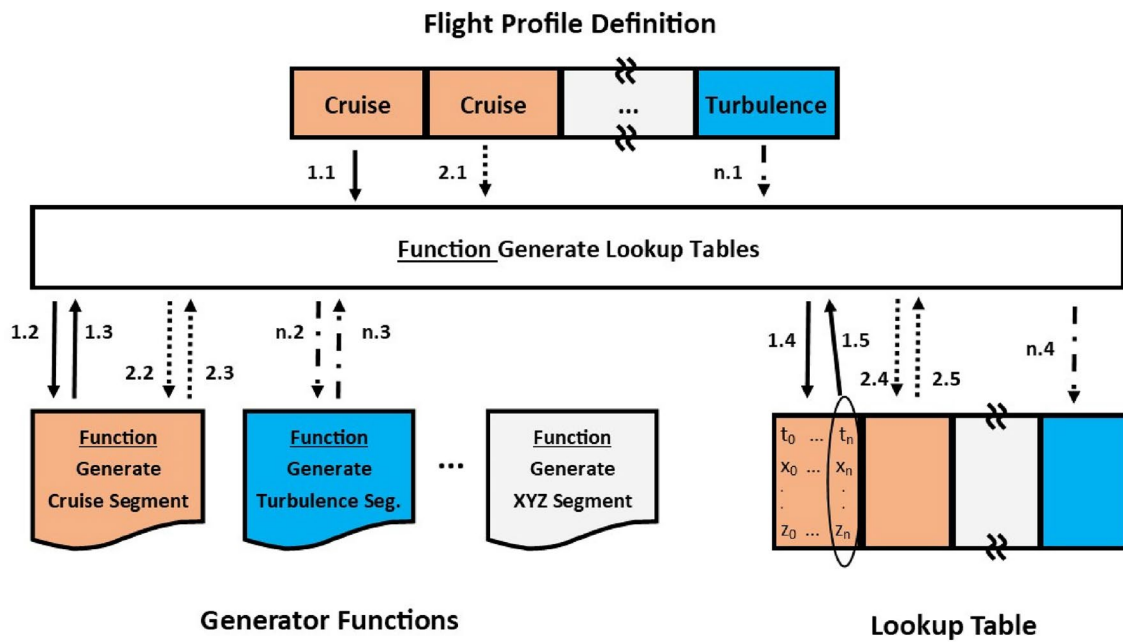 Flight Profile Definition
Cruise Cruise ... Turbulence
1.1 2.1 n.1
Function Generate Lookup Tables
1.2 1.3 2.2 2.3 n.2 n.3 1.4 1.5 2.4 2.5 n.4
Function
Generate
Cruise Segment
Function
Generate
Turbulence Seg.
...
Function
Generate
XYZ Segment
t₀ ... tₙ
x₀ ... xₙ
. .
. .
z₀ ... zₙ
Generator Functions
Lookup Table